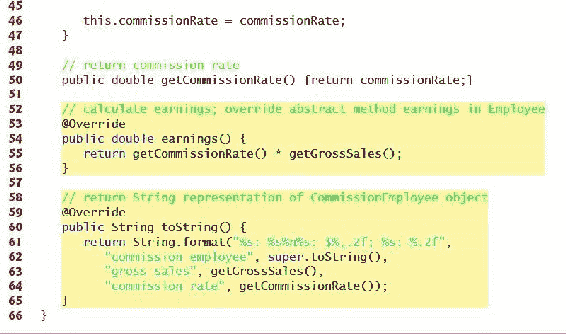 45
46 this.commissionRate = commissionRate;
47 }
48
49 // return commission rate
50 public double getCommissionRate() {return commissionRate;}
51
52 // calculate earnings; override abstract method earnings in Employee
53 @Override
54 public double earnings() {
55 return getCommissionRate() * getGrossSales();
56 }
57
58 // return String representation of CommissionEmployee object
59 @Override
60 public String toString() {
61 return String.format("%s: %s%n%s: $%,.2f; %s: %.2f",
62 "commission employee", super.toString(),
63 "gross sales", getGrossSales(),
64 "commission rate", getCommissionRate());
65 }
66 }